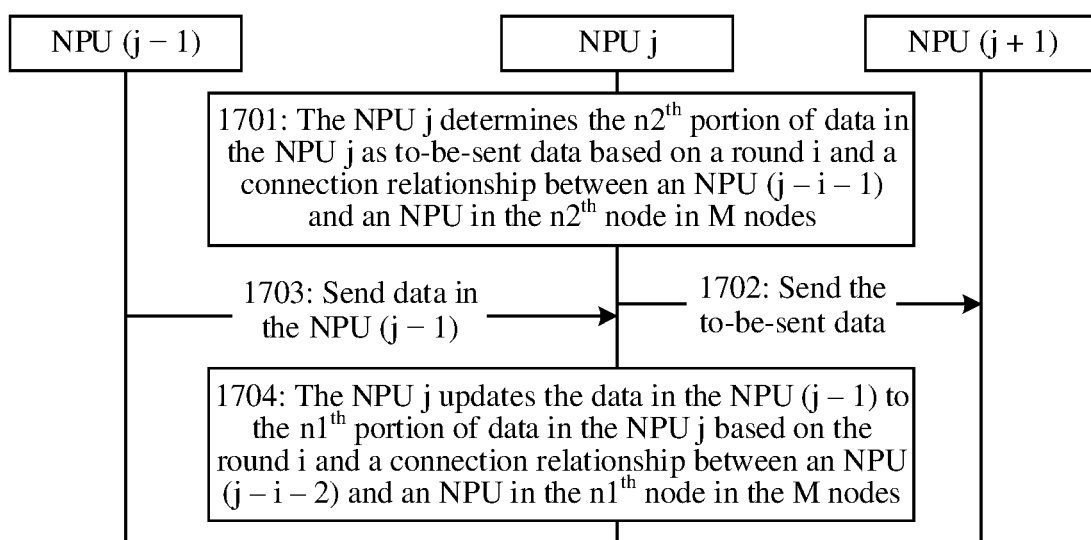 NPU (j − 1)
NPU j
NPU (j + 1)
1701: The NPU j determines the n2th portion of data in
the NPU j as to-be-sent data based on a round i and a
connection relationship between an NPU (j – i – 1)
and an NPU in the n2th node in M nodes
1703: Send data in
the NPU (j − 1)
1702: Send the
to-be-sent data
1704: The NPU j updates the data in the NPU (j – 1) to
the n1th portion of data in the NPU j based on the
round i and a connection relationship between an NPU
(j – i – 2) and an NPU in the n1th node in the M nodes